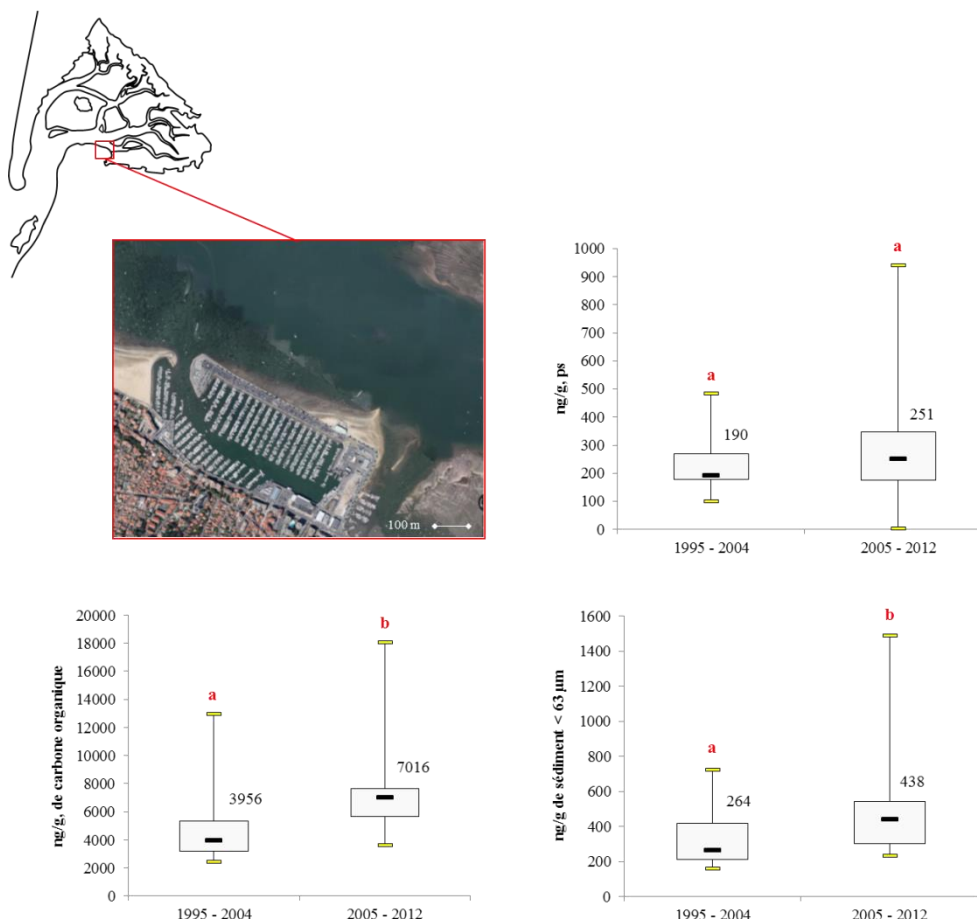 100 m
ng/g, ps
1000
900
800
700
600
500
400
300
200
100
0
a
190
a
251
1995 - 2004
2005 - 2012
ng/g, de carbone organique
20000
18000
16000
14000
12000
10000
8000
6000
4000
2000
0
a
3956
b
7016
1995 - 2004
2005 - 2012
ng/g de sédiment < 63 µm
1600
1400
1200
1000
800
600
400
200
0
a
264
b
438
1995 - 2004
2005 - 2012